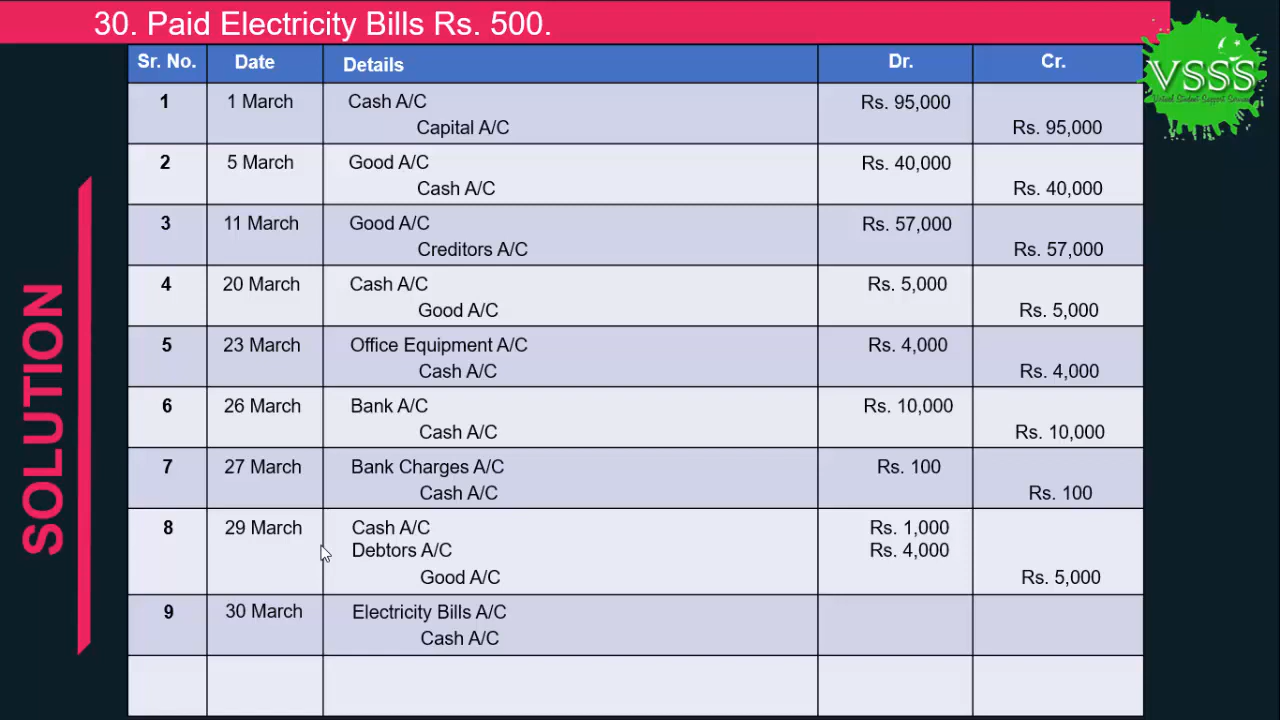 30. Paid Electricity Bills Rs. 500.
Sr. No. Date Details Dr. Cr.
1 1 March Cash A/C Rs. 95,000
Capital A/C Rs. 95,000
2 5 March Good A/C Rs. 40,000
Cash A/C Rs. 40,000
3 11 March Good A/C Rs. 57,000
Creditors A/C Rs. 57,000
4 20 March Cash A/C Rs. 5,000
Good A/C Rs. 5,000
5 23 March Office Equipment A/C Rs. 4,000
Cash A/C Rs. 4,000
6 26 March Bank A/C Rs. 10,000
Cash A/C Rs. 10,000
7 27 March Bank Charges A/C Rs. 100
Cash A/C Rs. 100
8 29 March Cash A/C Rs. 1,000
Debtors A/C Rs. 4,000
Good A/C Rs. 5,000
9 30 March Electricity Bills A/C
Cash A/C
SOLUTION
VSSS
Virtual Student Support Services